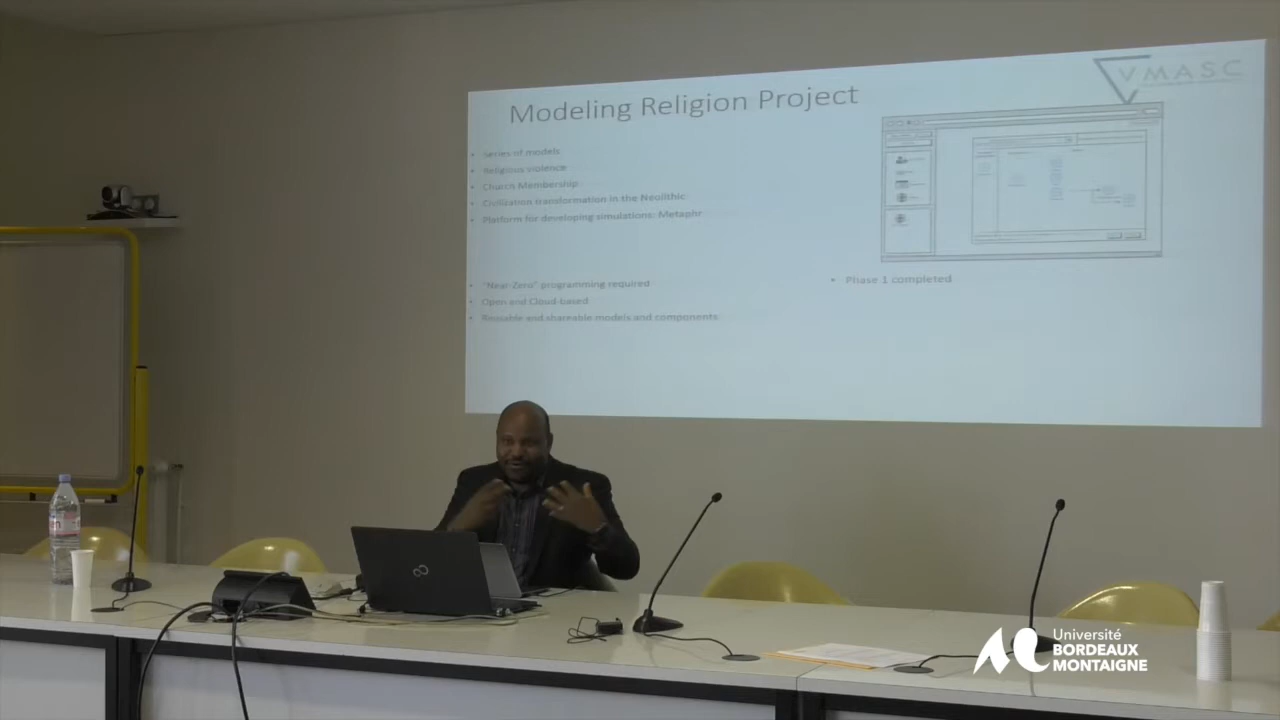 VMASC
Modeling Religion Project
Series of models
Religious violence
Church Membership
Civilization transformation in the Neolithic
Platform for developing simulations: Metaphr
"Near-Zero" programming required
Open and Cloud-based
Reusable and shareable models and components
Phase 1 completed
Université
BORDEAUX
MONTAIGNE